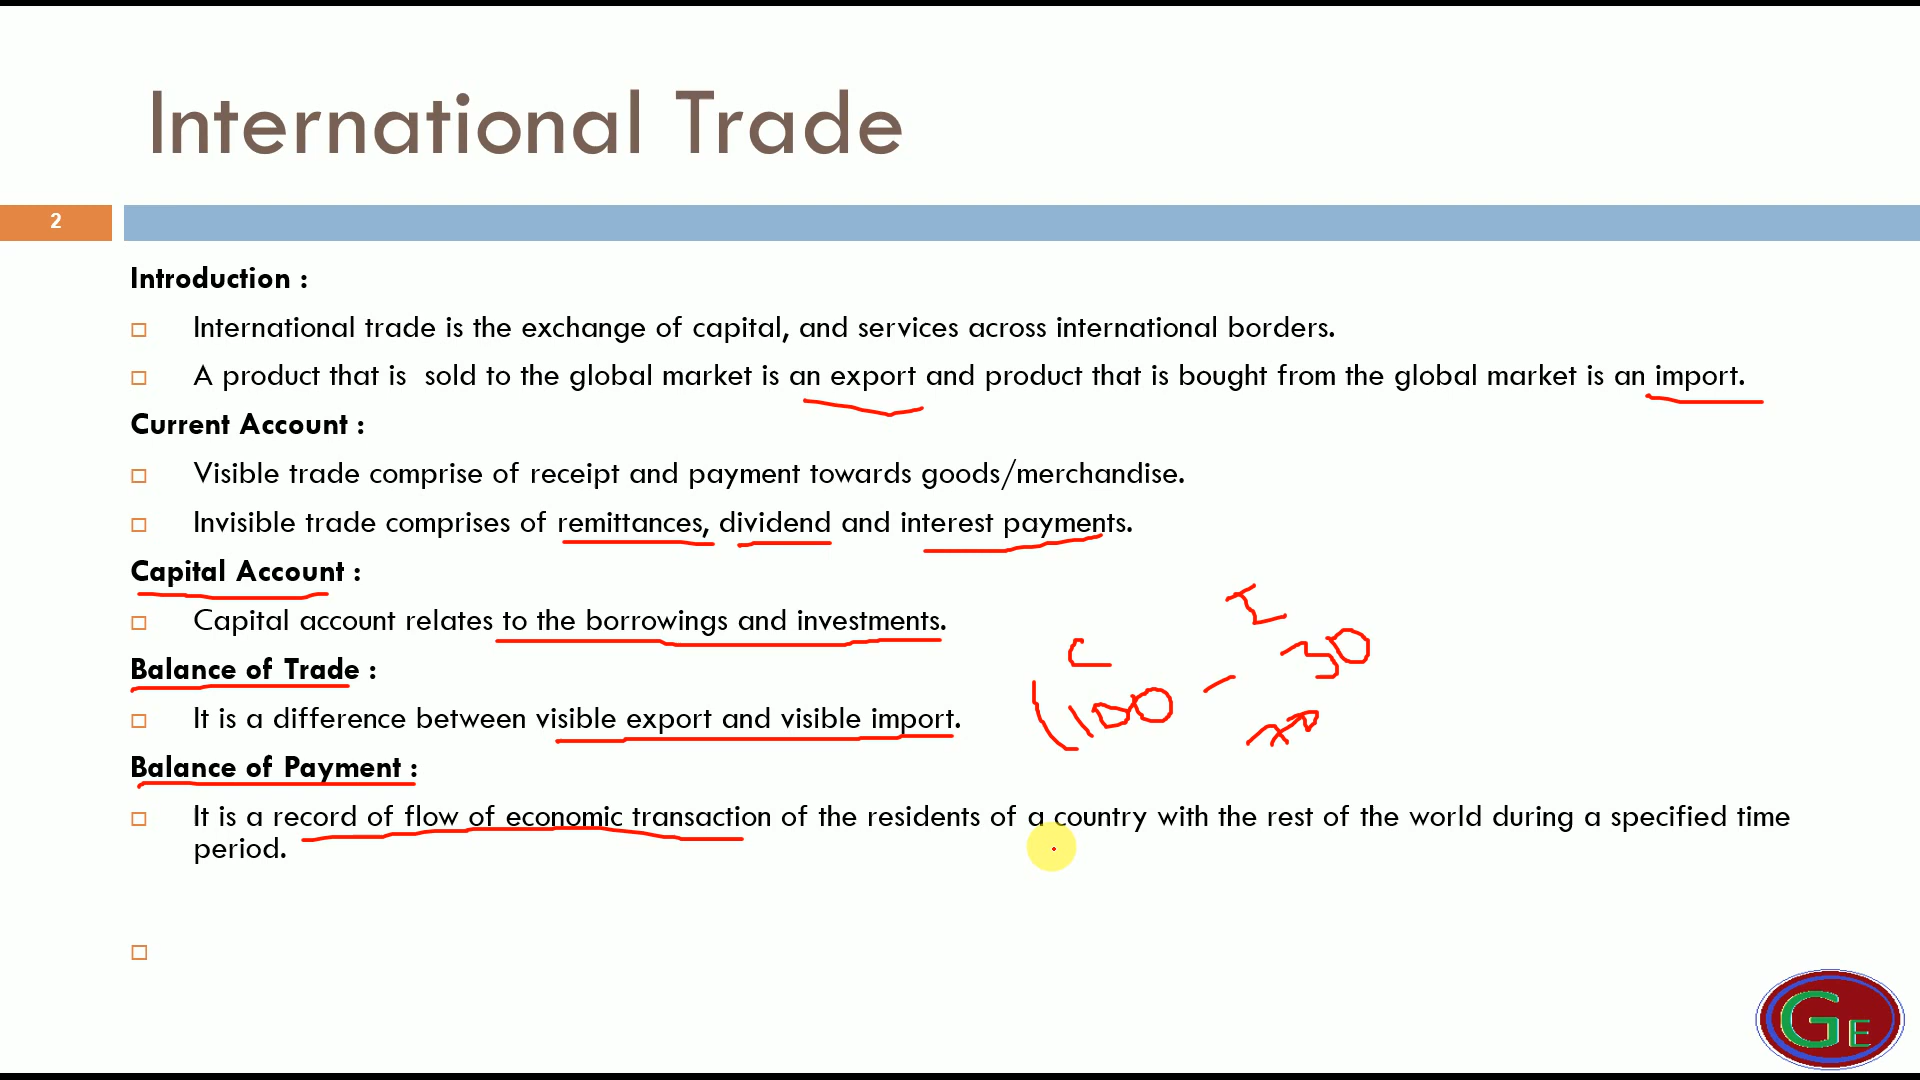 International Trade
2
Introduction :
International trade is the exchange of capital, and services across international borders.
A product that is sold to the global market is an export and product that is bought from the global market is an import.
Current Account :
Visible trade comprise of receipt and payment towards goods/merchandise.
Invisible trade comprises of remittances, dividend and interest payments.
Capital Account :
Capital account relates to the borrowings and investments.
I
30
Balance of Trade :
It is a difference between visible export and visible import.
100 -
Balance of Payment :
It is a record of flow of economic transaction of the residents of a country with the rest of the world during a specified time
period.
GE